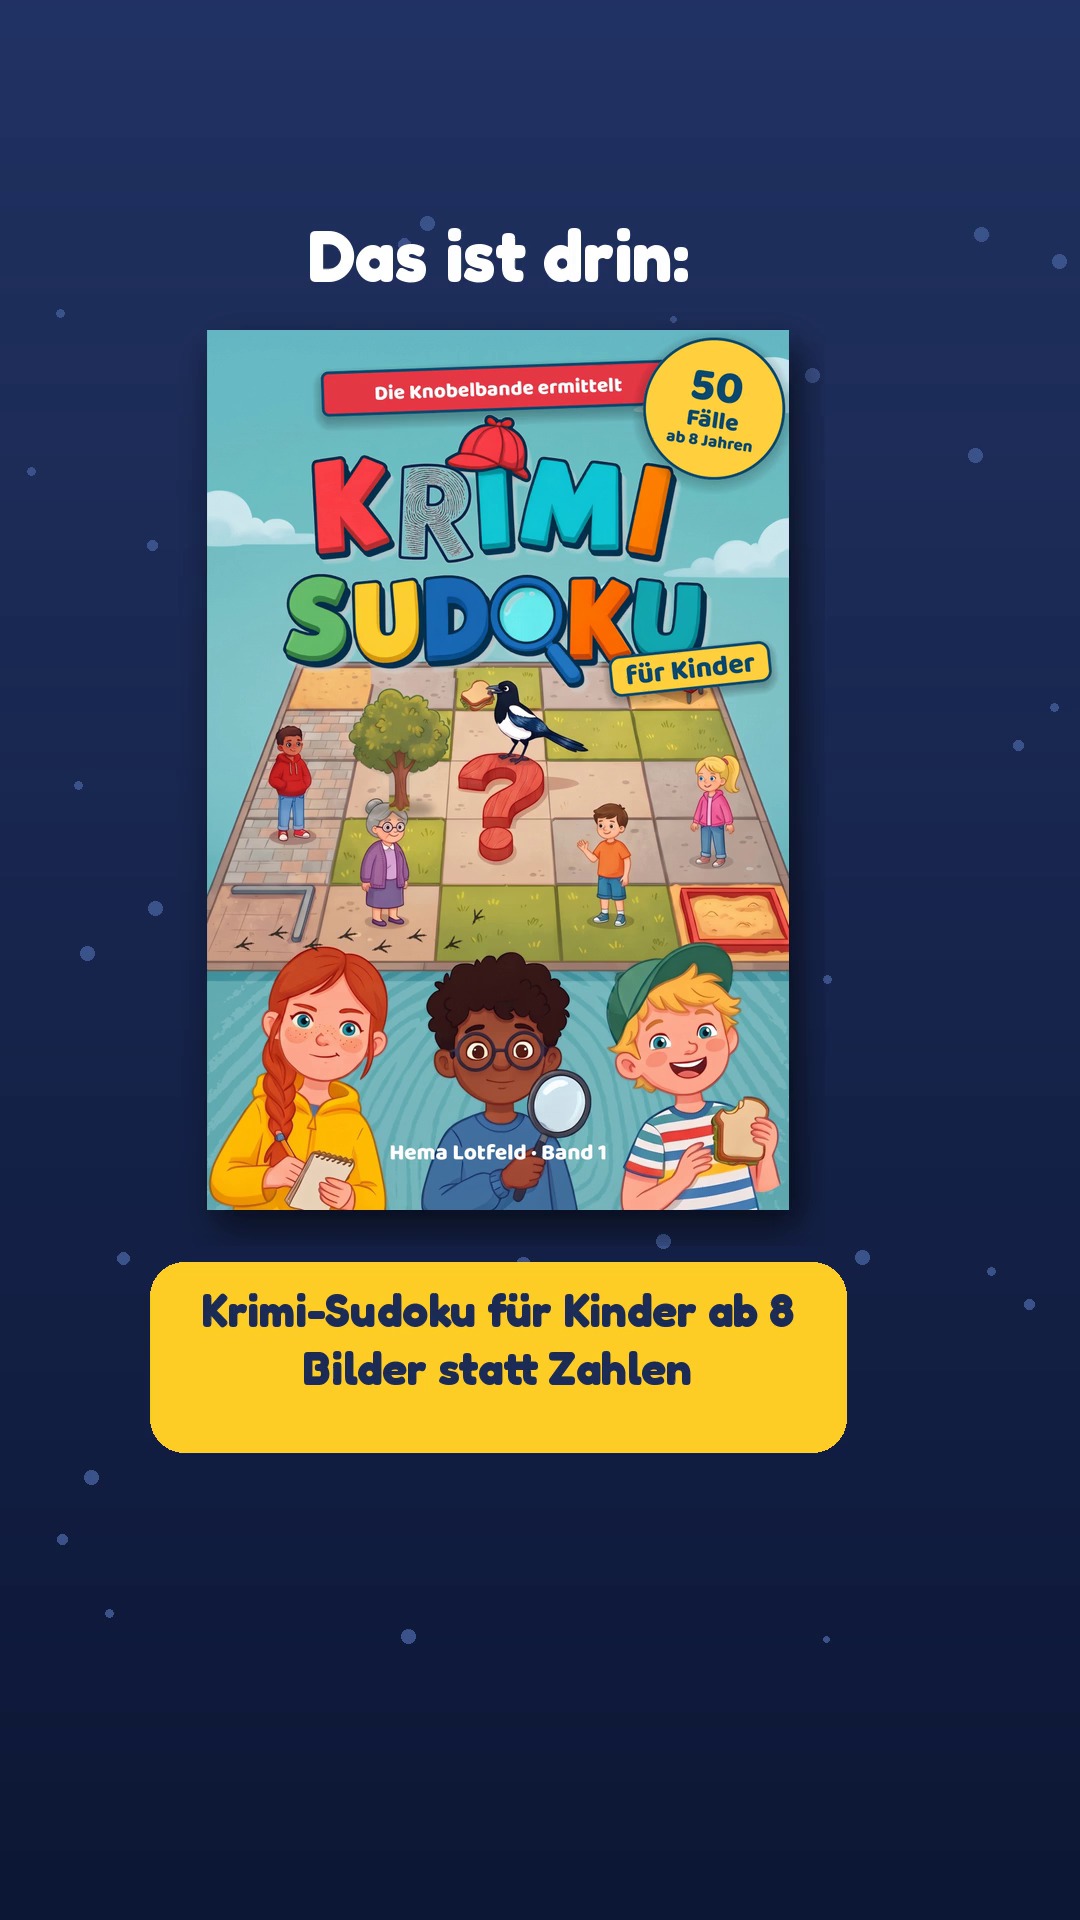 Das ist drin:
Die Knobelbande ermittelt
50
Fälle
ab 8 Jahren
KRIMI
SUDOKU
für Kinder
Hema Lotfeld · Band 1
Krimi-Sudoku für Kinder ab 8
Bilder statt Zahlen